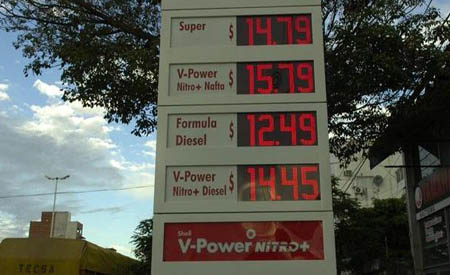 Super $ 14.79
V-Power
Nitro+ Nafta $ 15.79
Formula
Diesel $ 12.49
V-Power
Nitro+ Diesel $ 14.45
Shell
V-Power NiTRO+
TECSA